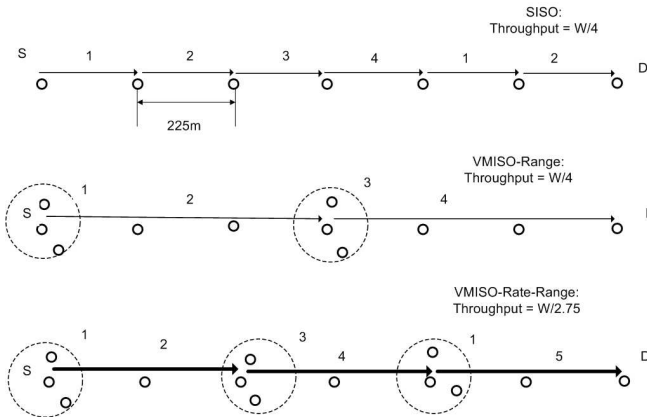 SISO:
Throughput = W/4
S 1 2 3 4 1 2 D
225m
VMISO-Range:
Throughput = W/4
1 3
S 2 4
VMISO-Rate-Range:
Throughput = W/2.75
1 3 1
S 2 4 5 D